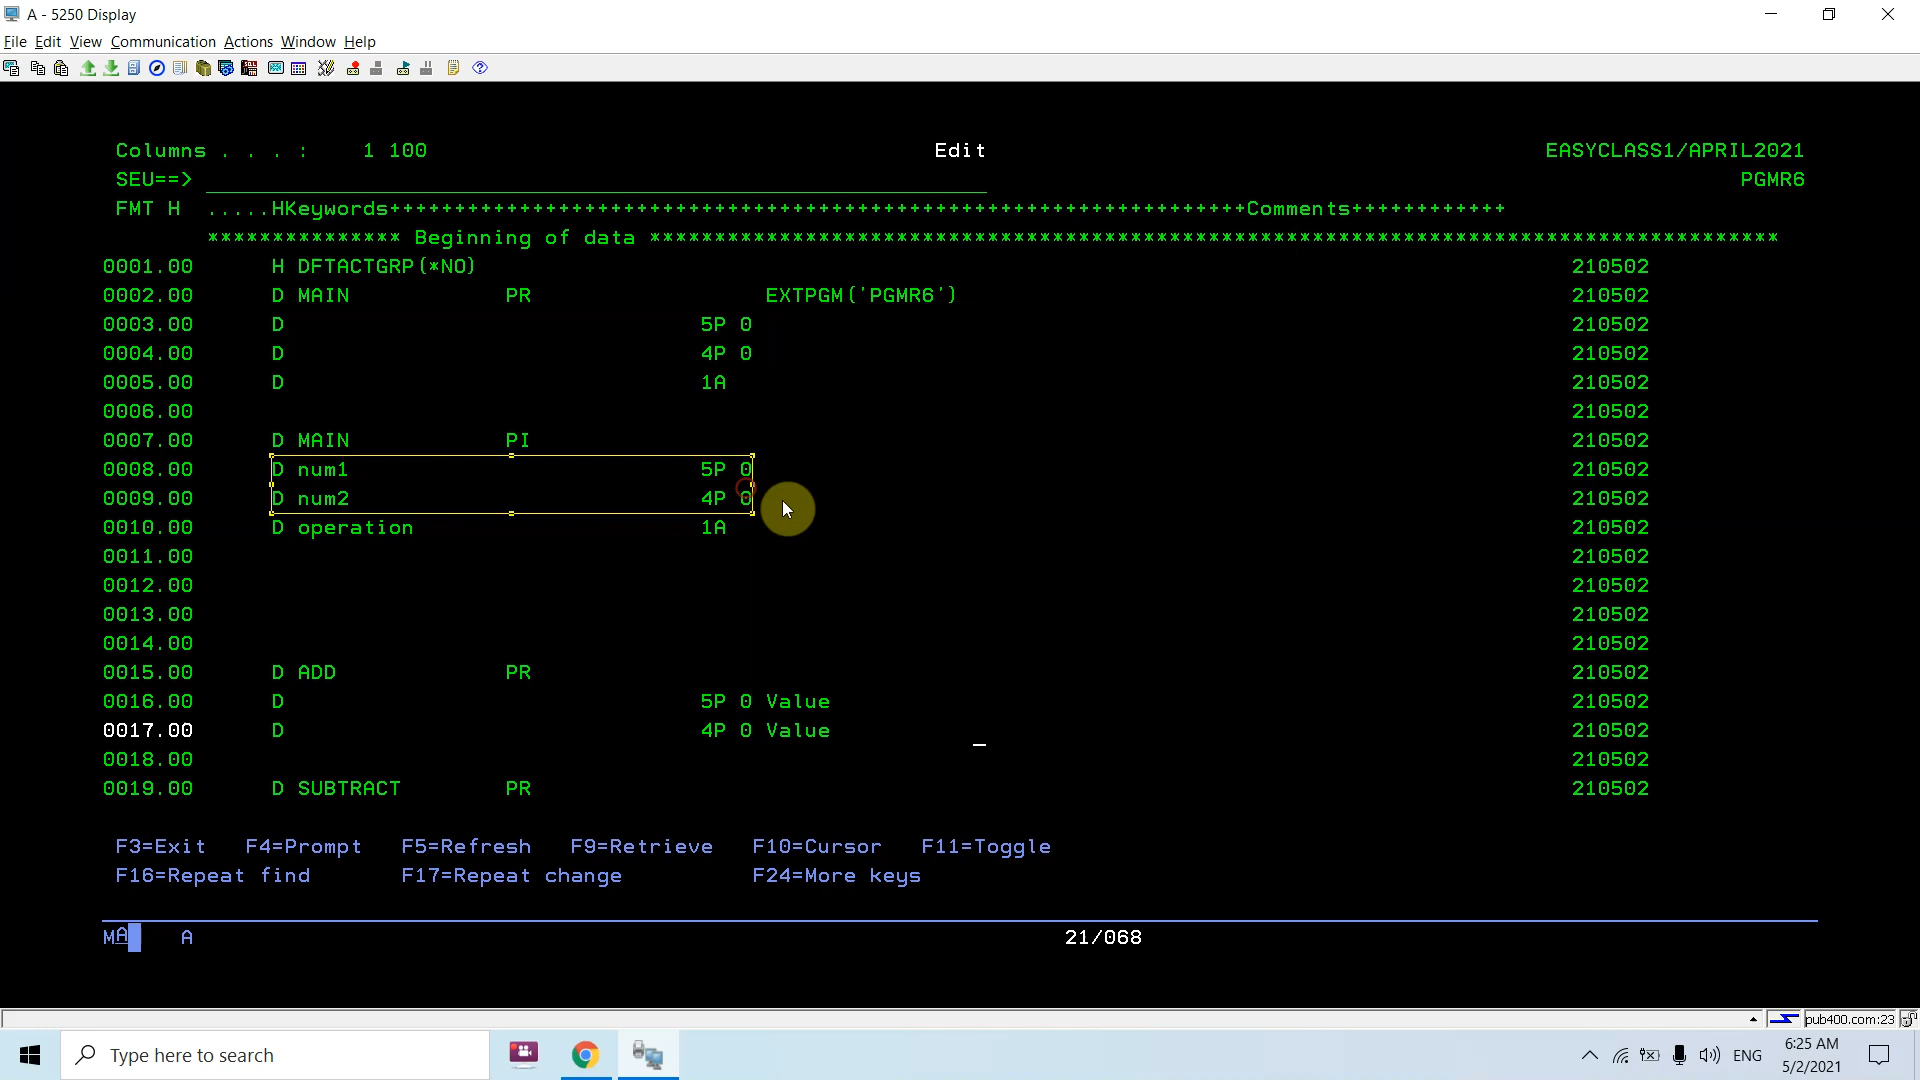 A - 5250 Display
File Edit View Communication Actions Window Help
Columns . . . : 1 100 Edit EASYCLASS1/APRIL2021
SEU==> PGMR6
FMT H .....HKeywords++++++++++++++++++++++++++++++++++++++++++++++++++++++++++++++++++Comments++++++++++++
*************** Beginning of data ***************************************************************************************
0001.00 H DFTACTGRP(*NO) 210502
0002.00 D MAIN PR EXTPGM('PGMR6') 210502
0003.00 D 5P 0 210502
0004.00 D 4P 0 210502
0005.00 D 1A 210502
0006.00 210502
0007.00 D MAIN PI 210502
0008.00 D num1 5P 0 210502
0009.00 D num2 4P 0 210502
0010.00 D operation 1A 210502
0011.00 210502
0012.00 210502
0013.00 210502
0014.00 210502
0015.00 D ADD PR 210502
0016.00 D 5P 0 Value 210502
0017.00 D 4P 0 Value 210502
0018.00 210502
0019.00 D SUBTRACT PR 210502
F3=Exit F4=Prompt F5=Refresh F9=Retrieve F10=Cursor F11=Toggle
F16=Repeat find F17=Repeat change F24=More keys
MA A 21/068
pub400.com:23
Type here to search ENG 6:25 AM
5/2/2021